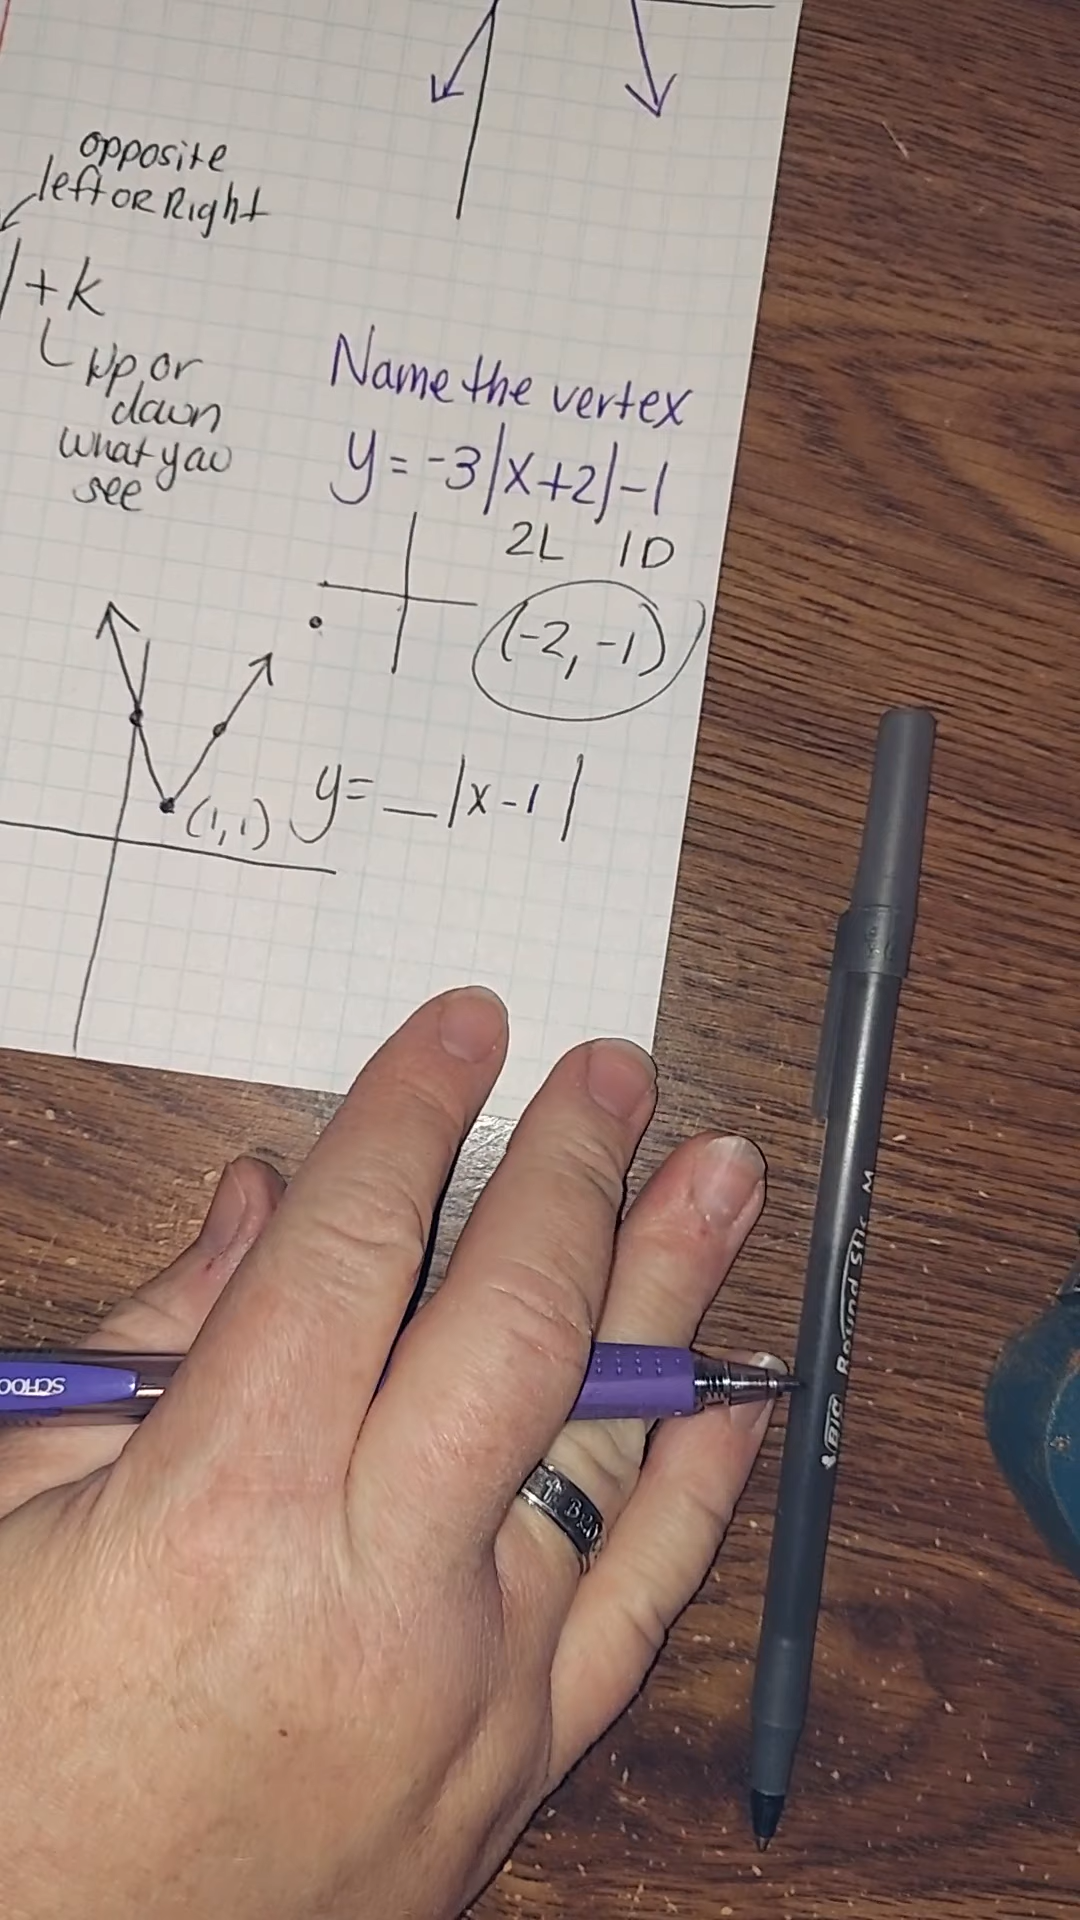 opposite
left OR Right
|+k
up or
down
what you
see
Name the vertex
y=-3|x+2|-1
2L 1D
(-2,-1)
(1,1)
y=_|x-1|
SCHOO
BIC Round Stic M